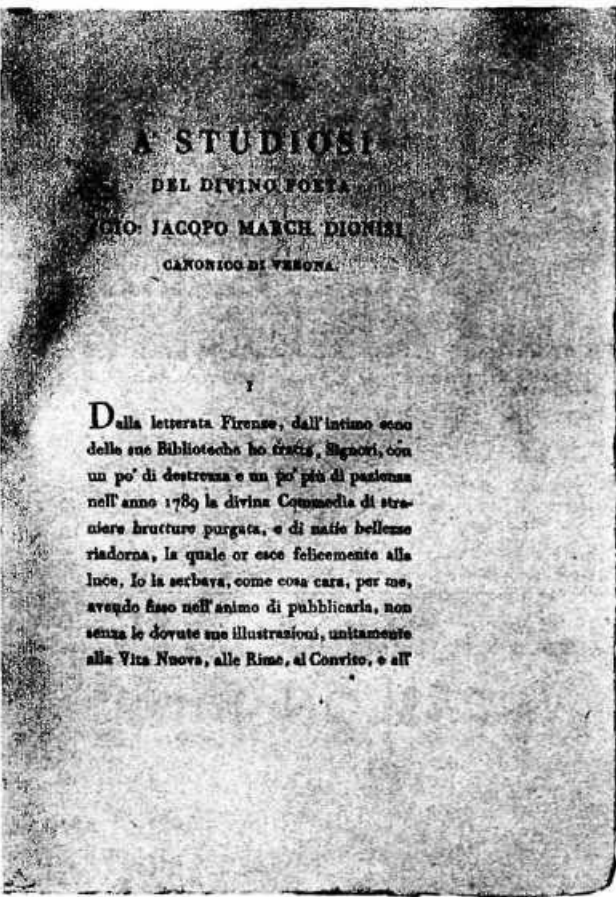 A' STUDIOSI
DEL DIVINO POETA
GIO: JACOPO MARCH. DIONISI
CANONICO DI VERONA.
I
Dalla letterata Firenze, dall'intimo seno
delle sue Biblioteche ho tratta, Signori, con
un po' di destrezza e un po' più di pazienza
nell'anno 1789 la divina Commedia di stra-
niere brutture purgata, e di natie bellezze
riadorna, la quale or esce felicemente alla
luce. Io la serbava, come cosa cara, per me,
avendo fisso nell'animo di pubblicarla, non
senza le dovute sue illustrazioni, unitamente
alla Vita Nuova, alle Rime, al Convito, e all'